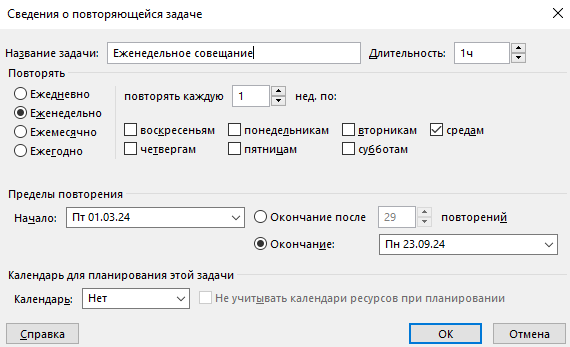 Сведения о повторяющейся задаче
Название задачи: Еженедельное совещание Длительность: 1ч
Повторять
Ежедневно
Еженедельно
Ежемесячно
Ежегодно
повторять каждую 1 нед. по:
воскресеньям понедельникам вторникам средам
четвергам пятницам субботам
Пределы повторения
Начало: Пт 01.03.24 Окончание после 29 повторений
Окончание: Пн 23.09.24
Календарь для планирования этой задачи
Календарь: Нет Не учитывать календари ресурсов при планировании
Справка ОК Отмена